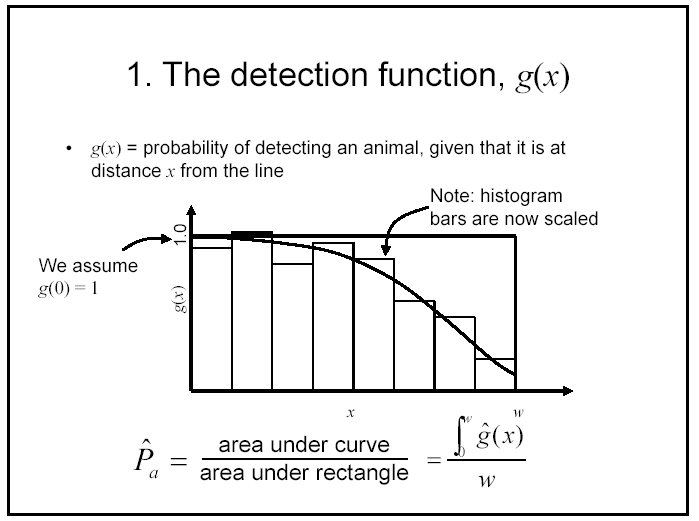 1. The detection function, g(x)
• g(x) = probability of detecting an animal, given that it is at
distance x from the line
Note: histogram
bars are now scaled
1.0
We assume
g(0) = 1
g(x)
x
w
P̂a = area under curve / area under rectangle = ∫0^w ĝ(x) / w